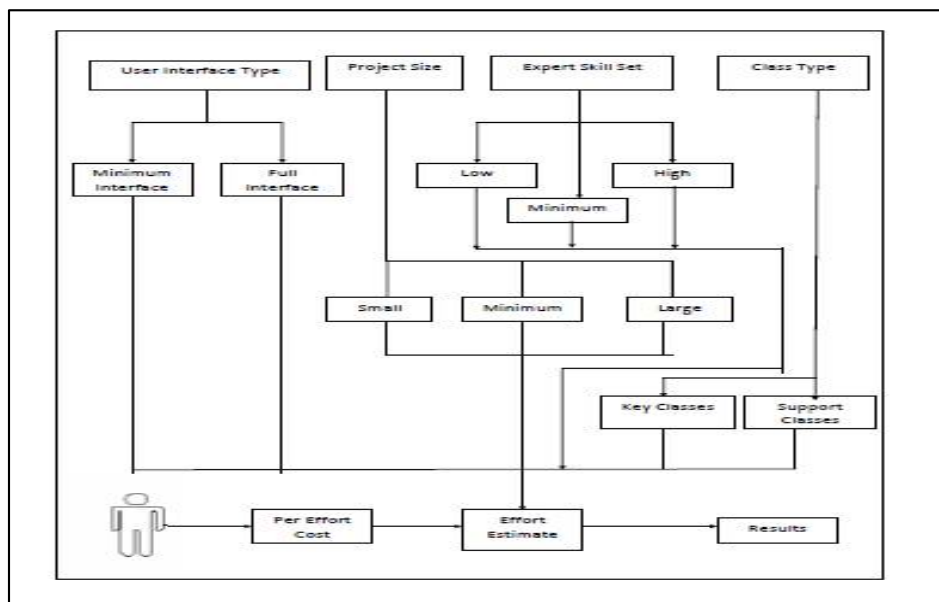 User Interface Type
Project Size
Expert Skill Set
Class Type
Minimum
Interface
Full
Interface
Low
High
Minimum
Small
Minimum
Large
Key Classes
Support
Classes
Per Effort
Cost
Effort
Estimate
Results